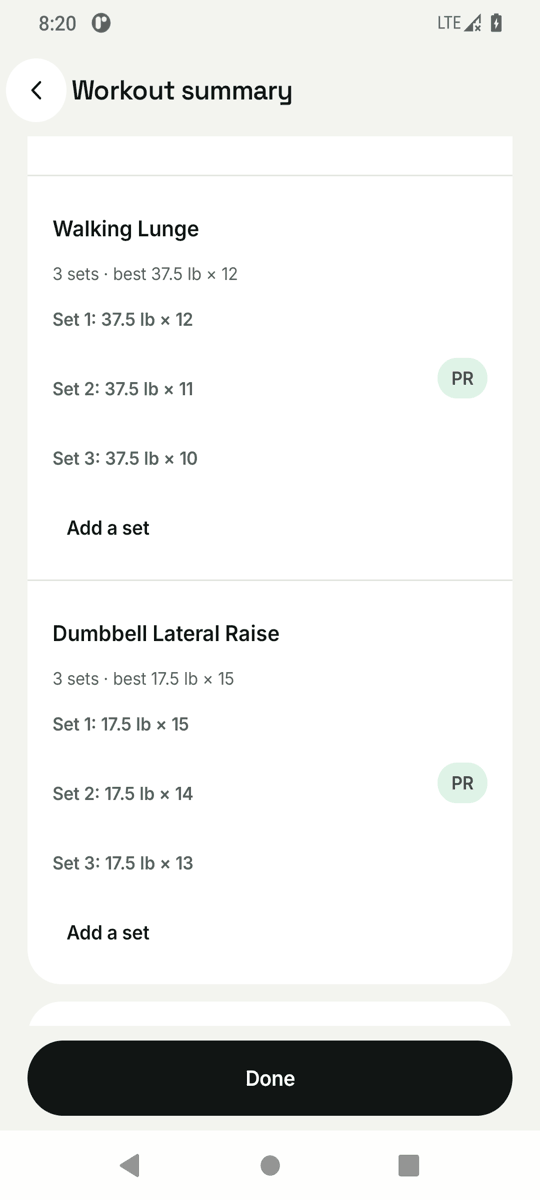 8:20
LTE
Workout summary
Walking Lunge
3 sets · best 37.5 lb × 12
Set 1: 37.5 lb × 12
Set 2: 37.5 lb × 11
PR
Set 3: 37.5 lb × 10
Add a set
Dumbbell Lateral Raise
3 sets · best 17.5 lb × 15
Set 1: 17.5 lb × 15
Set 2: 17.5 lb × 14
PR
Set 3: 17.5 lb × 13
Add a set
Done